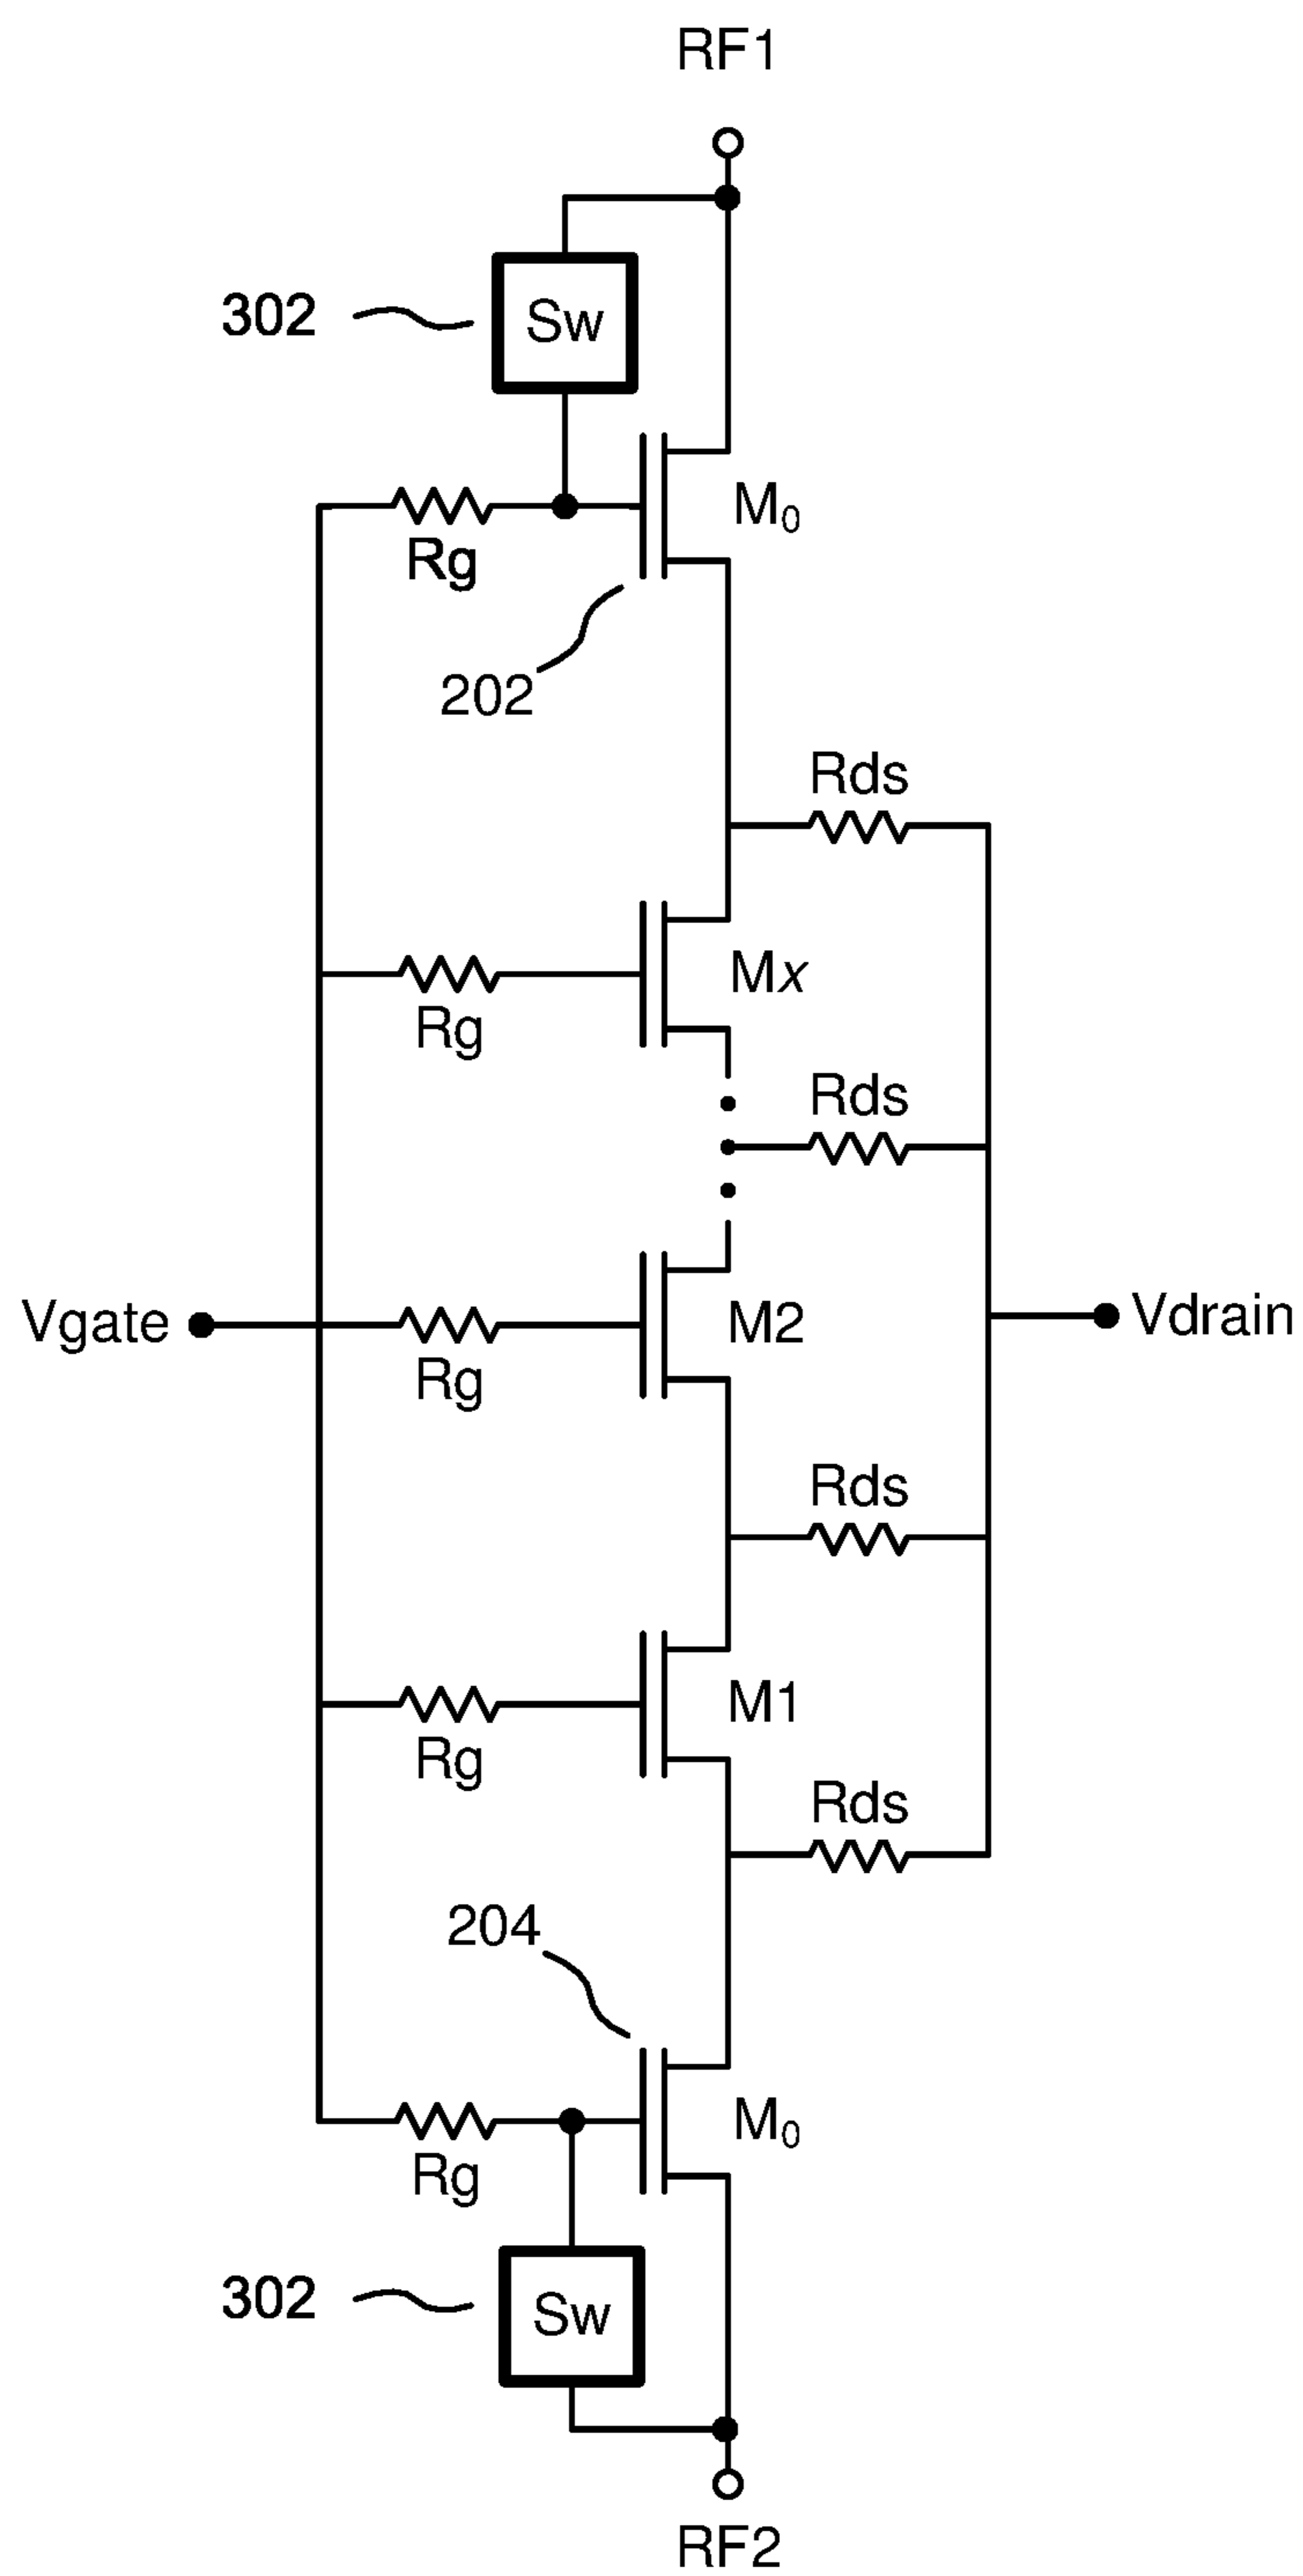 RF1
302
Sw
M₀
Rg
202
Rds
Mx
Rg
Rds
Vgate
M2
Vdrain
Rg
Rds
M1
Rg
Rds
204
M₀
Rg
302
Sw
RF2